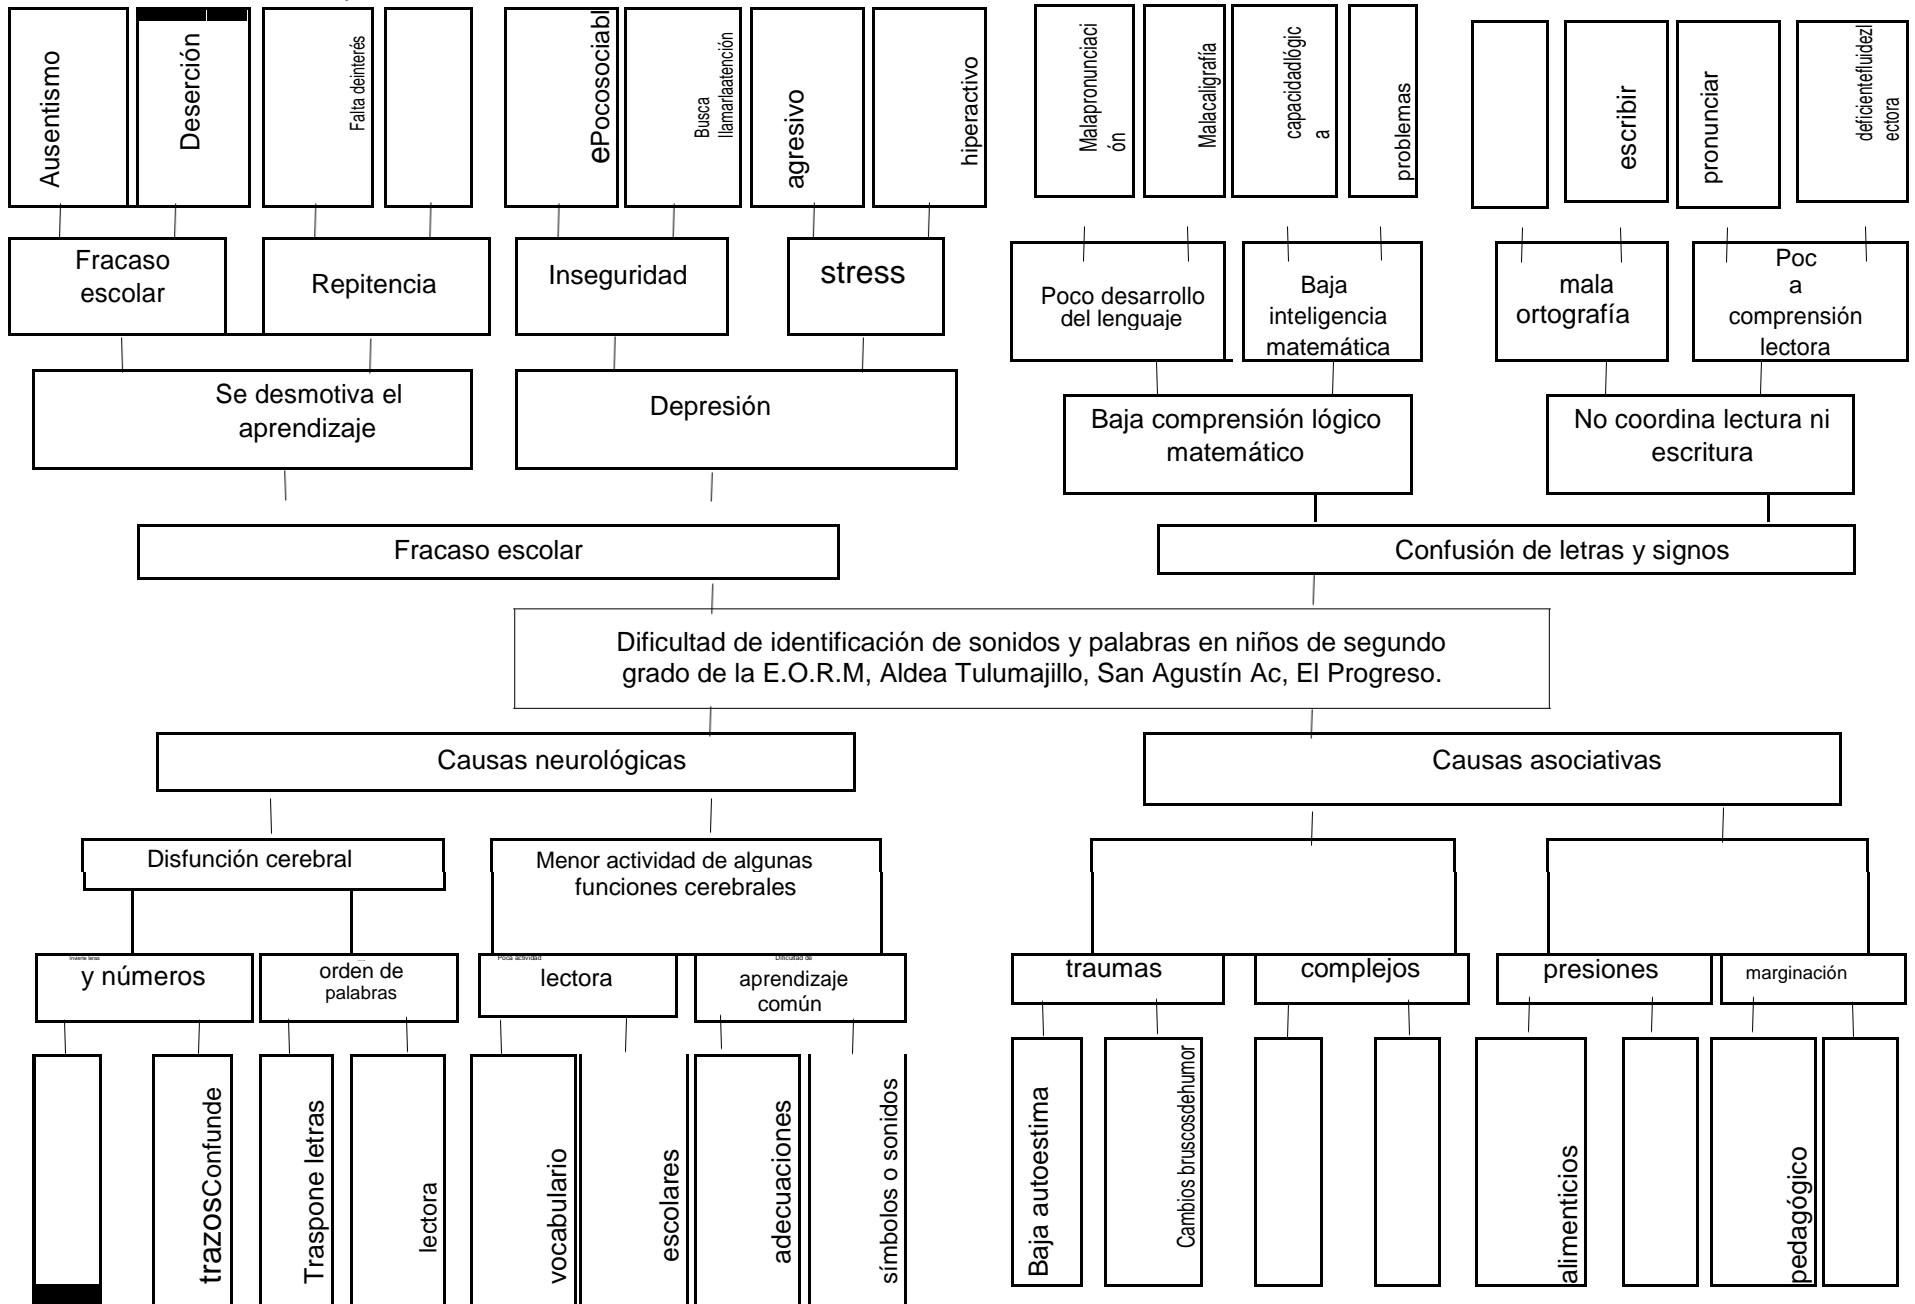 Ausentismo
Deserción
Falta deinterés
ePocosociabl
Busca
llamarlaatención
agresivo
hiperactivo
Malapronunciaci
ón
Malacaligrafía
capacidadlógic
a
problemas
escribir
pronunciar
deficientefluidezl
ectora
Fracaso
escolar
Repitencia
Inseguridad
stress
Poco desarrollo
del lenguaje
Baja
inteligencia
matemática
mala
ortografía
Poc
a
comprensión
lectora
Se desmotiva el
aprendizaje
Depresión
Baja comprensión lógico
matemático
No coordina lectura ni
escritura
Fracaso escolar
Confusión de letras y signos
Dificultad de identificación de sonidos y palabras en niños de segundo
grado de la E.O.R.M, Aldea Tulumajillo, San Agustín Ac, El Progreso.
Causas neurológicas
Causas asociativas
Disfunción cerebral
Menor actividad de algunas
funciones cerebrales
y números
orden de
palabras
Poca actividad
lectora
Dificultad de
aprendizaje
común
traumas
complejos
presiones
marginación
trazosConfunde
Traspone letras
lectora
vocabulario
escolares
adecuaciones
símbolos o sonidos
Baja autoestima
Cambios bruscosdehumor
alimenticios
pedagógico